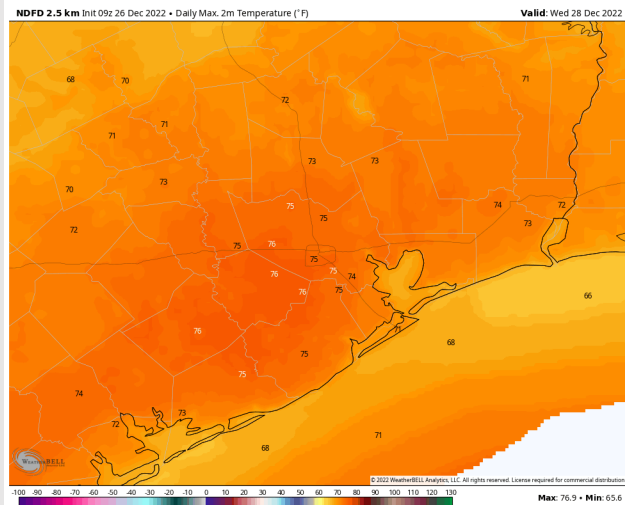 NDFD 2.5 km Init 09z 26 Dec 2022 • Daily Max. 2m Temperature (°F) Valid: Wed 28 Dec 2022
68 70 71
72
71 71
73 73
70 73
72 75 75 74 72
73
75 76
75
76 75 74
76 75 66
76 71
68
75
75
74
73
72
71
68
WeatherBELL
© 2022 WeatherBELL Analytics, LLC. All rights reserved. License required for commercial distribution
-100 -90 -80 -70 -60 -50 -40 -30 -20 -10 0 10 20 30 40 50 60 70 80 90 100 110 120 130
Max: 76.9 • Min: 65.6